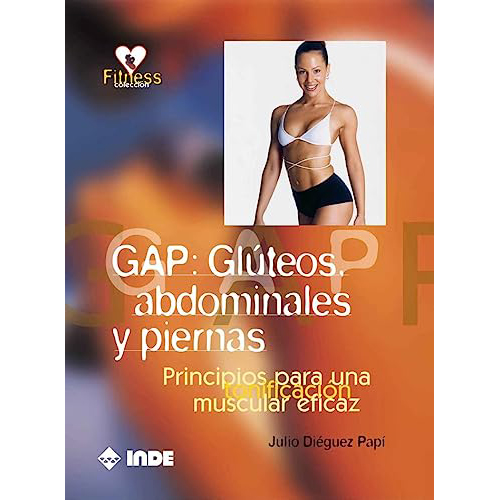 Fitness
colección
GAP
GAP: Glúteos,
abdominales
y piernas
Principios para una
tonificación
muscular eficaz
Julio Diéguez Papí
INDE